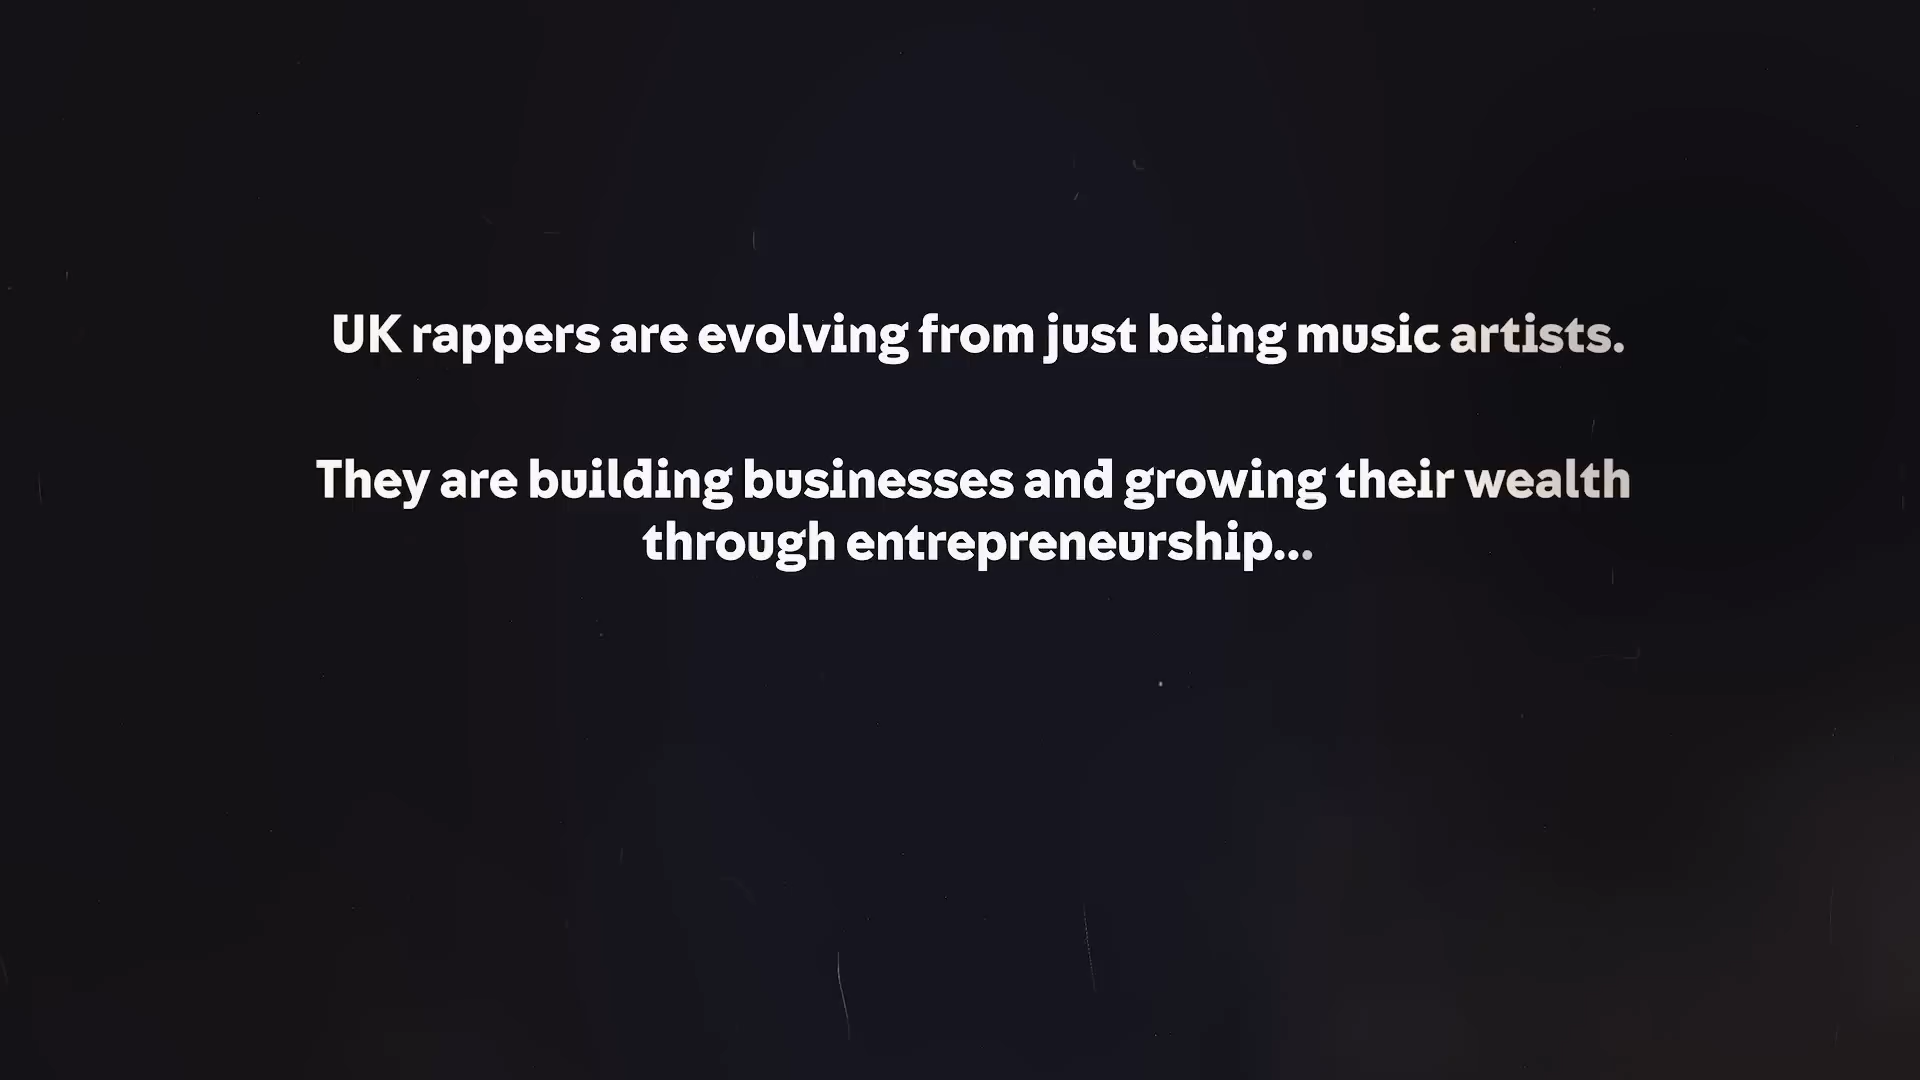 UK rappers are evolving from just being music artists.
They are building businesses and growing their wealth
through entrepreneurship...